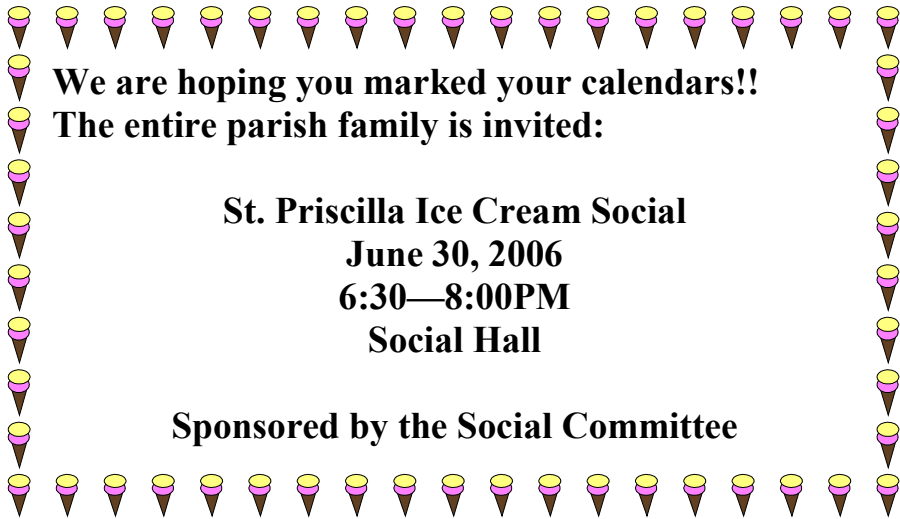 We are hoping you marked your calendars!!
The entire parish family is invited:
St. Priscilla Ice Cream Social
June 30, 2006
6:30—8:00PM
Social Hall
Sponsored by the Social Committee